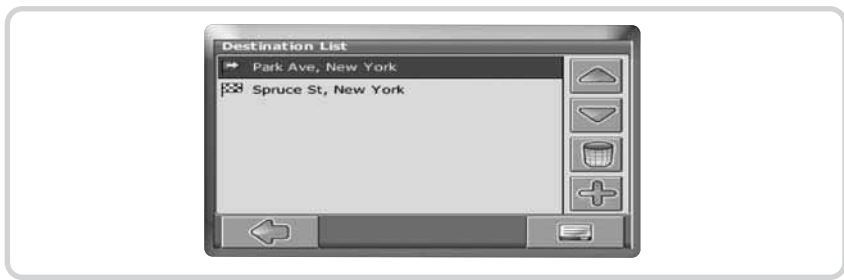 Destination List
Park Ave, New York
Spruce St, New York